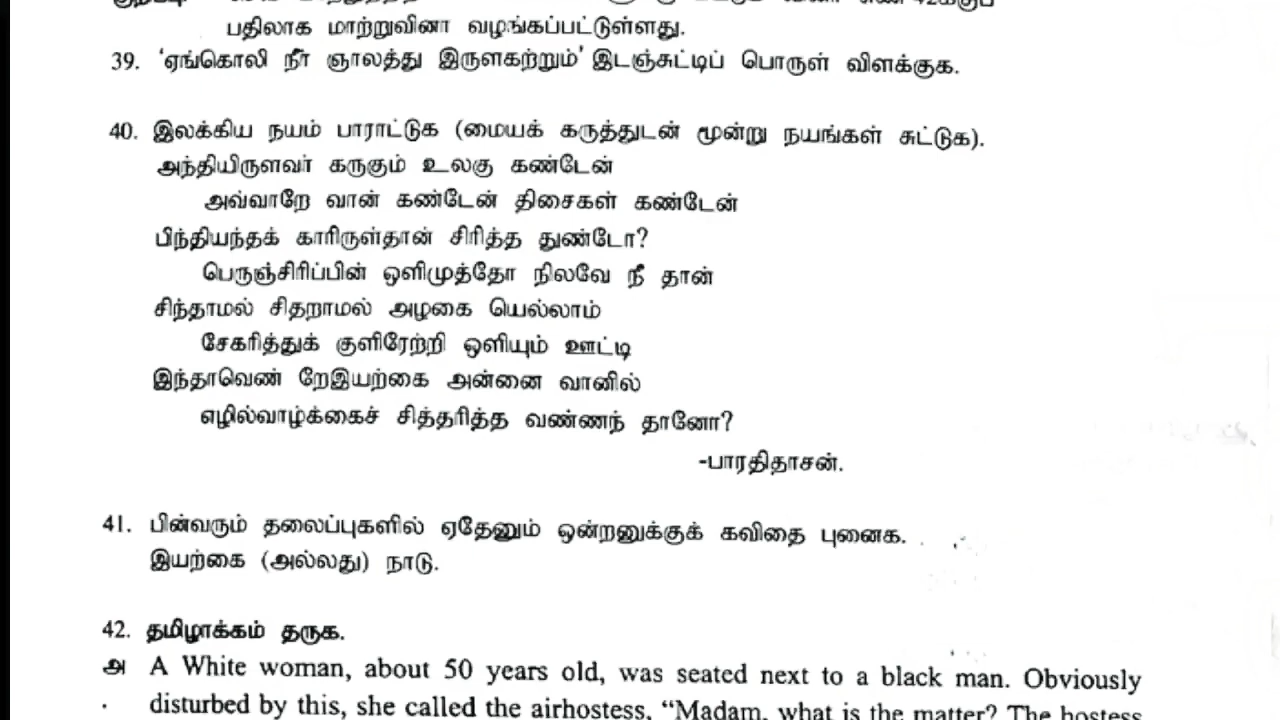 பதிலாக மாற்றுவினா வழங்கப்பட்டுள்ளது.
39. 'ஏங்கொலி நீர் ஞாலத்து இருளகற்றும்' இடஞ்சுட்டிப் பொருள் விளக்குக.
40. இலக்கிய நயம் பாராட்டுக (மையக் கருத்துடன் மூன்று நயங்கள் சுட்டுக).
அந்தியிருளவர் கருகும் உலகு கண்டேன்
அவ்வாறே வான் கண்டேன் திசைகள் கண்டேன்
பிந்தியந்தக் காரிருள்தான் சிரித்த துண்டோ?
பெருஞ்சிரிப்பின் ஒளிமுத்தோ நிலவே நீ தான்
சிந்தாமல் சிதறாமல் அழகை யெல்லாம்
சேகரித்துக் குளிரேற்றி ஒளியும் ஊட்டி
இந்தாவெண் றேஇயற்கை அன்னை வானில்
எழில்வாழ்க்கைச் சித்தரித்த வண்ணந் தானோ?
-பாரதிதாசன்.
41. பின்வரும் தலைப்புகளில் ஏதேனும் ஒன்றனுக்குக் கவிதை புனைக.
இயற்கை (அல்லது) நாடு.
42. தமிழாக்கம் தருக.
அ A White woman, about 50 years old, was seated next to a black man. Obviously
. disturbed by this, she called the airhostess, "Madam, what is the matter? The hostess